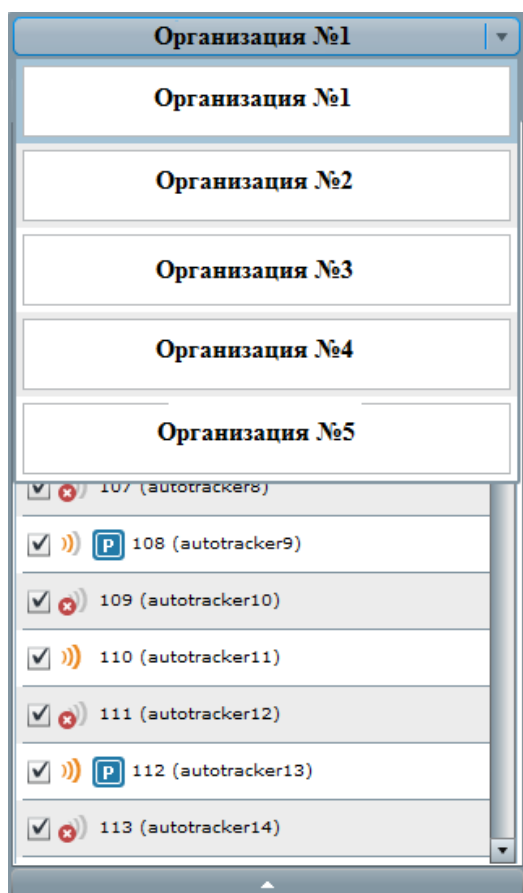 Организация №1
Организация №1
Организация №2
Организация №3
Организация №4
Организация №5
107 (autotracker8)
P 108 (autotracker9)
109 (autotracker10)
110 (autotracker11)
111 (autotracker12)
P 112 (autotracker13)
113 (autotracker14)